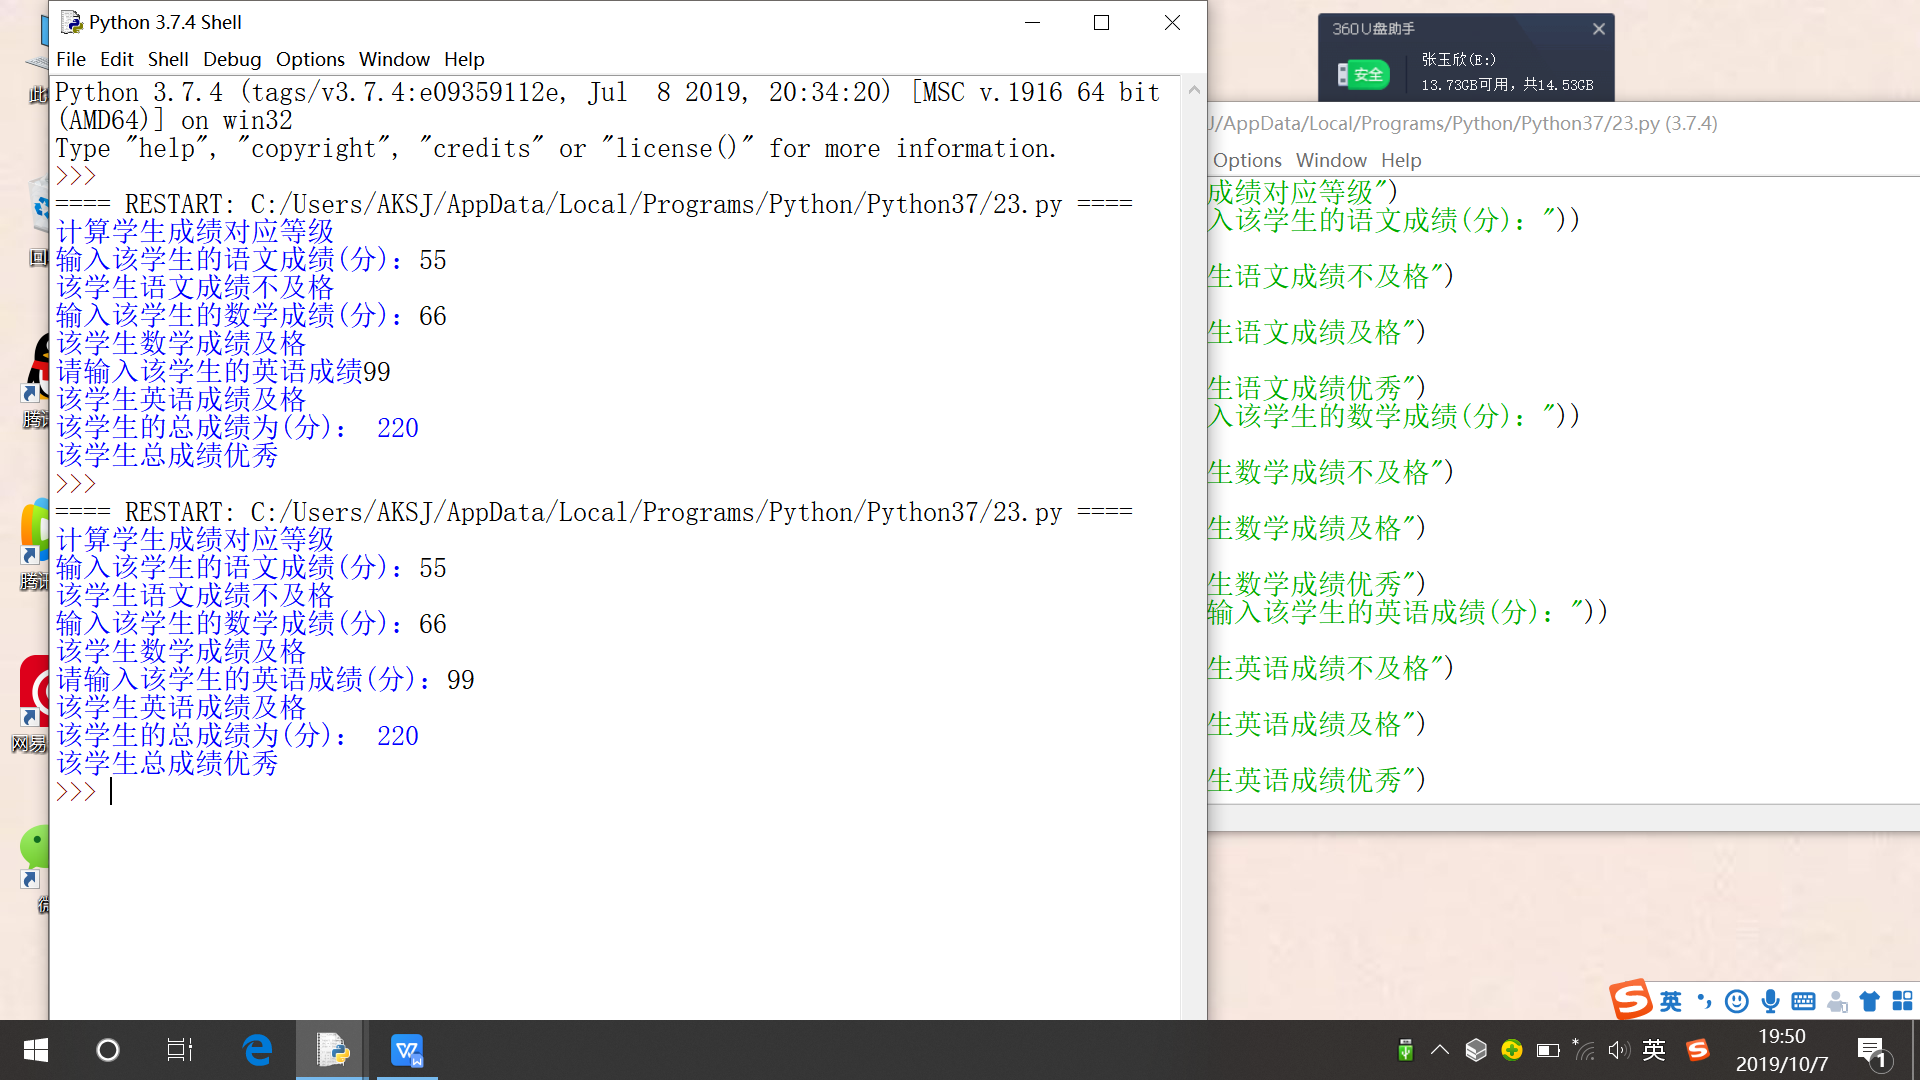 Python 3.7.4 Shell
File Edit Shell Debug Options Window Help
Python 3.7.4 (tags/v3.7.4:e09359112e, Jul  8 2019, 20:34:20) [MSC v.1916 64 bit
(AMD64)] on win32
Type "help", "copyright", "credits" or "license()" for more information.
>>>
==== RESTART: C:/Users/AKSJ/AppData/Local/Programs/Python/Python37/23.py ====
计算学生成绩对应等级
输入该学生的语文成绩(分)：55
该学生语文成绩不及格
输入该学生的数学成绩(分)：66
该学生数学成绩及格
请输入该学生的英语成绩99
该学生英语成绩及格
该学生的总成绩为(分)： 220
该学生总成绩优秀
>>>
==== RESTART: C:/Users/AKSJ/AppData/Local/Programs/Python/Python37/23.py ====
计算学生成绩对应等级
输入该学生的语文成绩(分)：55
该学生语文成绩不及格
输入该学生的数学成绩(分)：66
该学生数学成绩及格
请输入该学生的英语成绩(分)：99
该学生英语成绩及格
该学生的总成绩为(分)： 220
该学生总成绩优秀
>>>
360U盘助手
安全
张玉欣(E:)
13.73GB可用，共14.53GB
J/AppData/Local/Programs/Python/Python37/23.py (3.7.4)
Options Window Help
成绩对应等级")
入该学生的语文成绩(分)："))
生语文成绩不及格")
生语文成绩及格")
生语文成绩优秀")
入该学生的数学成绩(分)："))
生数学成绩不及格")
生数学成绩及格")
生数学成绩优秀")
输入该学生的英语成绩(分)："))
生英语成绩不及格")
生英语成绩及格")
生英语成绩优秀")
此
回
腾讯
腾讯
网易
微
英
英
19:50
2019/10/7
1